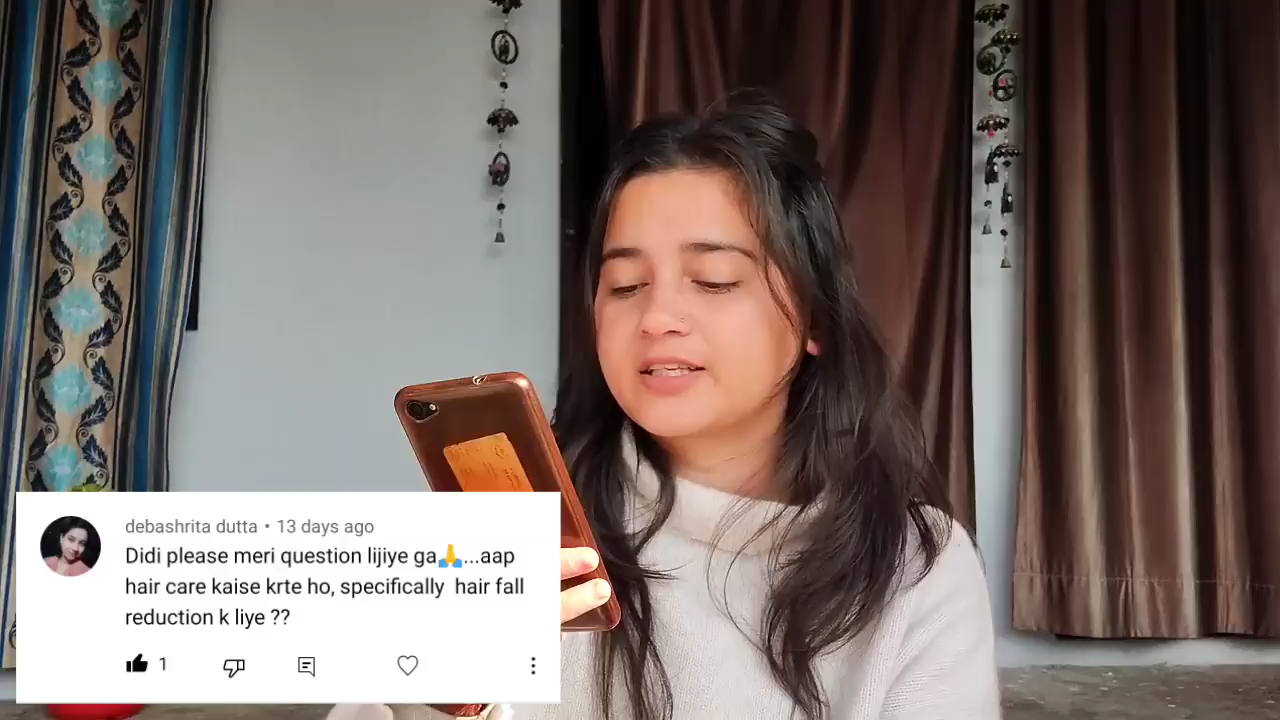 debashrita dutta • 13 days ago
Didi please meri question lijiye ga🙏...aap
hair care kaise krte ho, specifically hair fall
reduction k liye ??
1